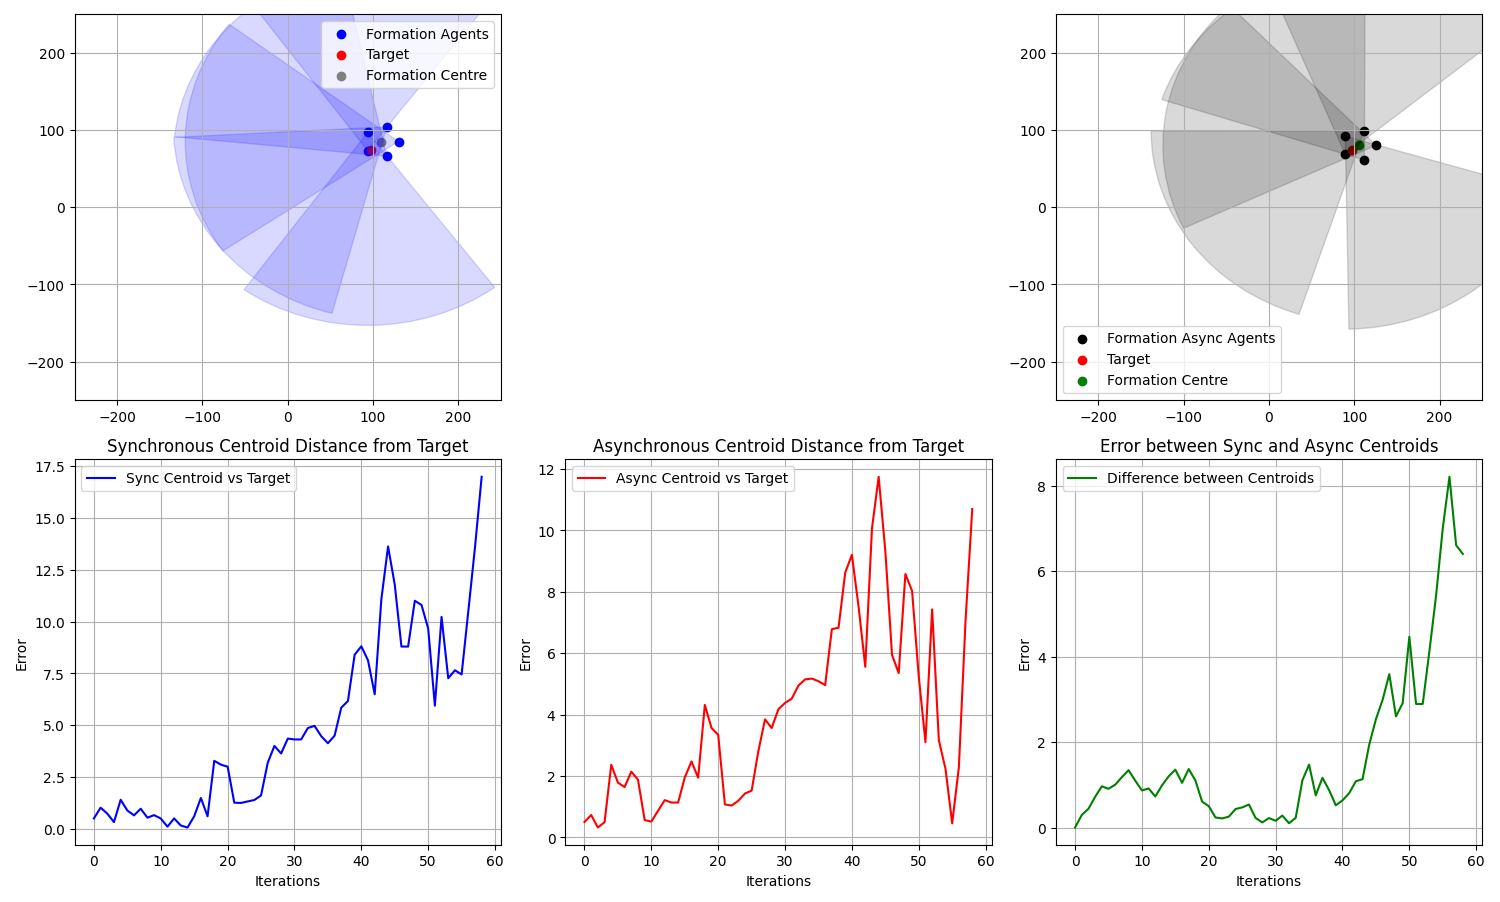 Formation Agents
Target
Formation Centre
200
100
0
−100
−200
−200 −100 0 100 200
200
100
0
−100
−200
Formation Async Agents
Target
Formation Centre
−200 −100 0 100 200
Synchronous Centroid Distance from Target
Sync Centroid vs Target
17.5
15.0
12.5
10.0
7.5
5.0
2.5
0.0
Error
0 10 20 30 40 50 60
Iterations
Asynchronous Centroid Distance from Target
Async Centroid vs Target
12
10
8
6
4
2
0
Error
0 10 20 30 40 50 60
Iterations
Error between Sync and Async Centroids
Difference between Centroids
8
6
4
2
0
Error
0 10 20 30 40 50 60
Iterations